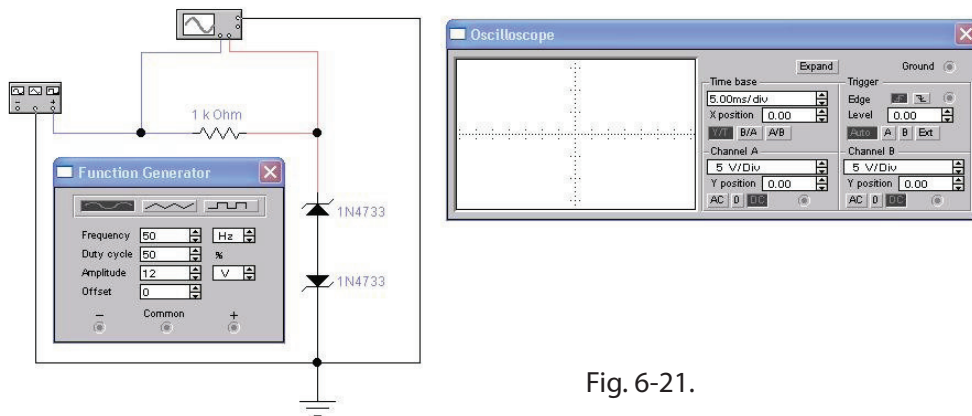 1 k Ohm
1N4733
1N4733
Function Generator
Frequency 50 Hz
Duty cycle 50 %
Amplitude 12 V
Offset 0
− Common +
Oscilloscope
Expand Ground
Time base
5.00ms/div
X position 0.00
Y/T B/A A/B
Trigger
Edge
Level 0.00
Auto A B Ext
Channel A
5 V/Div
Y position 0.00
AC 0 DC
Channel B
5 V/Div
Y position 0.00
AC 0 DC
Fig. 6-21.